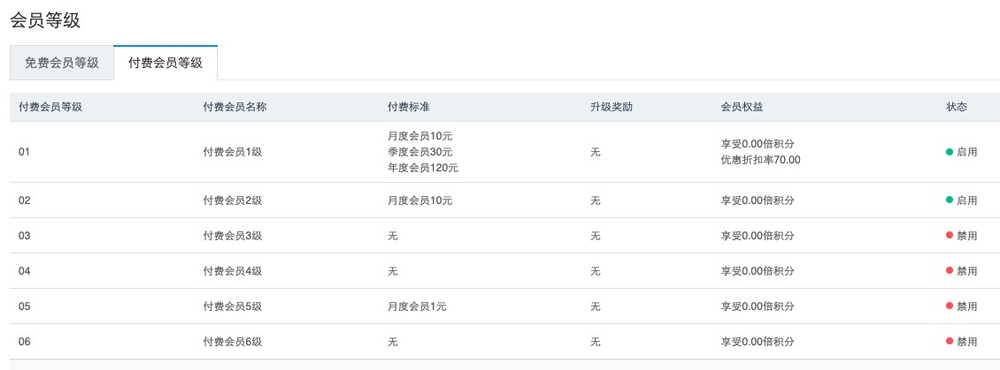 会员等级
免费会员等级 付费会员等级
付费会员等级 付费会员名称 付费标准 升级奖励 会员权益 状态
01 付费会员1级 月度会员10元 季度会员30元 年度会员120元 无 享受0.00倍积分 优惠折扣率70.00 启用
02 付费会员2级 月度会员10元 无 享受0.00倍积分 启用
03 付费会员3级 无 无 享受0.00倍积分 禁用
04 付费会员4级 无 无 享受0.00倍积分 禁用
05 付费会员5级 月度会员1元 无 享受0.00倍积分 禁用
06 付费会员6级 无 无 享受0.00倍积分 禁用